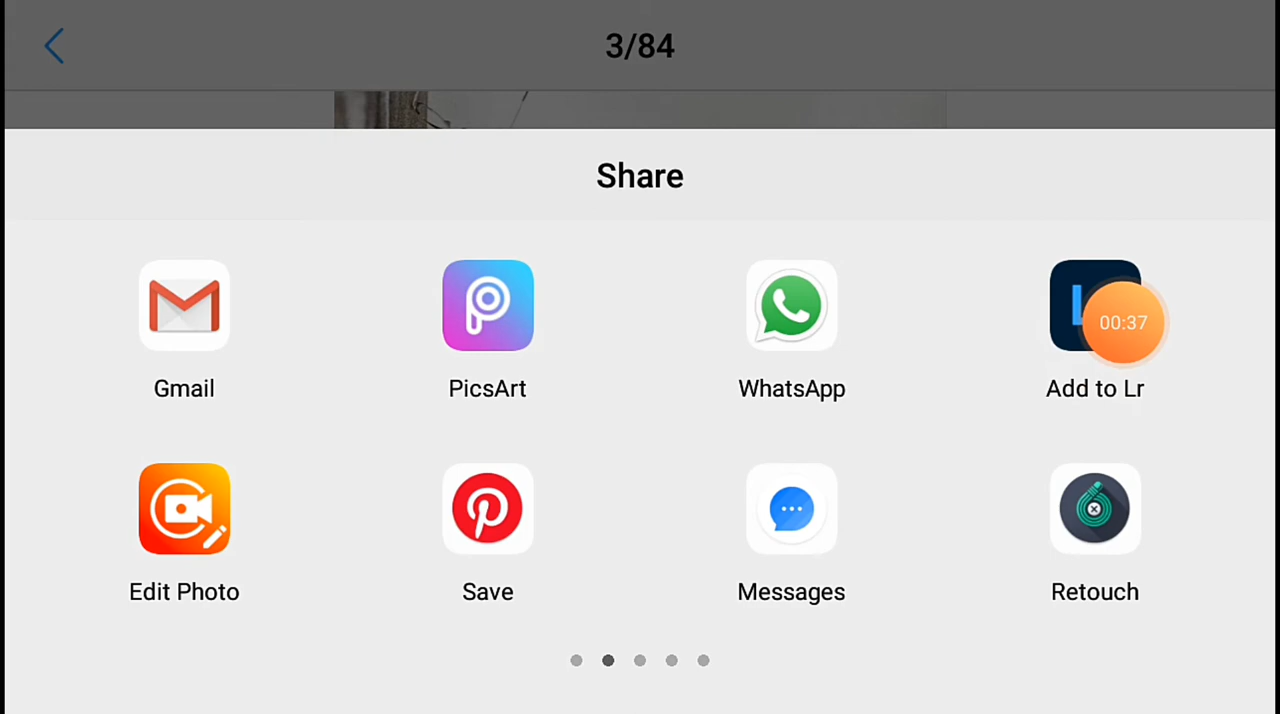 3/84
Share
L
00:37
Gmail
PicsArt
WhatsApp
Add to Lr
Edit Photo
Save
Messages
Retouch